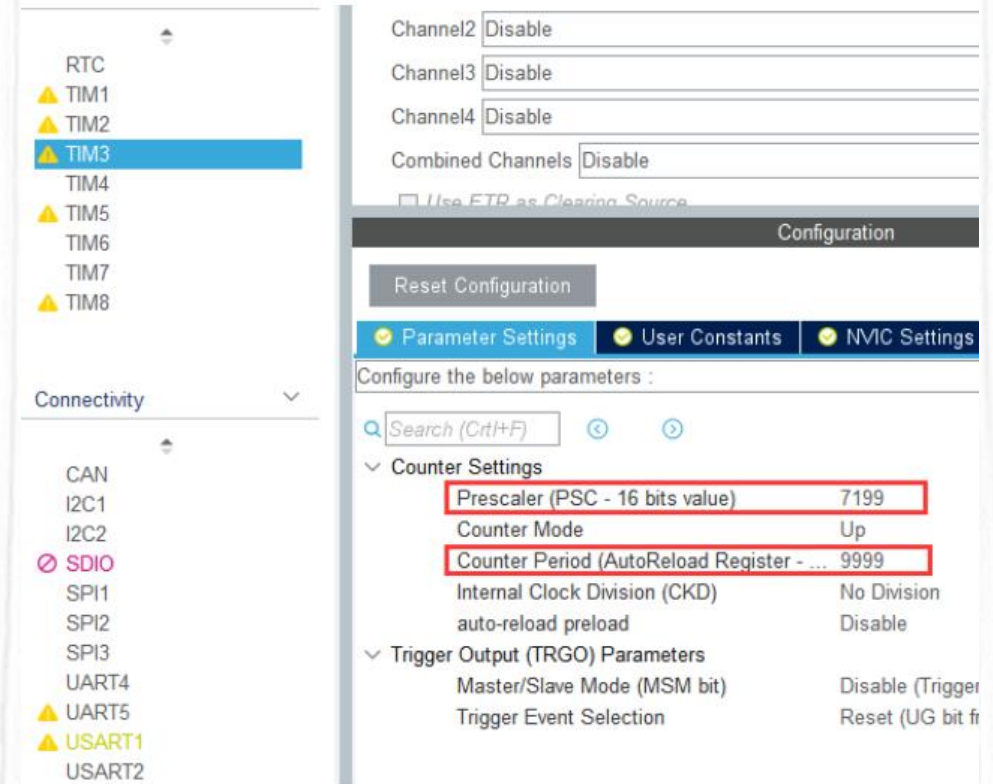 RTC
TIM1
TIM2
TIM3
TIM4
TIM5
TIM6
TIM7
TIM8
Connectivity
CAN
I2C1
I2C2
SDIO
SPI1
SPI2
SPI3
UART4
UART5
USART1
USART2
Channel2 Disable
Channel3 Disable
Channel4 Disable
Combined Channels Disable
Use ETR as Clearing Source
Configuration
Reset Configuration
Parameter Settings User Constants NVIC Settings
Configure the below parameters :
Search (Crtl+F)
Counter Settings
Prescaler (PSC - 16 bits value) 7199
Counter Mode Up
Counter Period (AutoReload Register - ... 9999
Internal Clock Division (CKD) No Division
auto-reload preload Disable
Trigger Output (TRGO) Parameters
Master/Slave Mode (MSM bit) Disable (Trigger
Trigger Event Selection Reset (UG bit fr